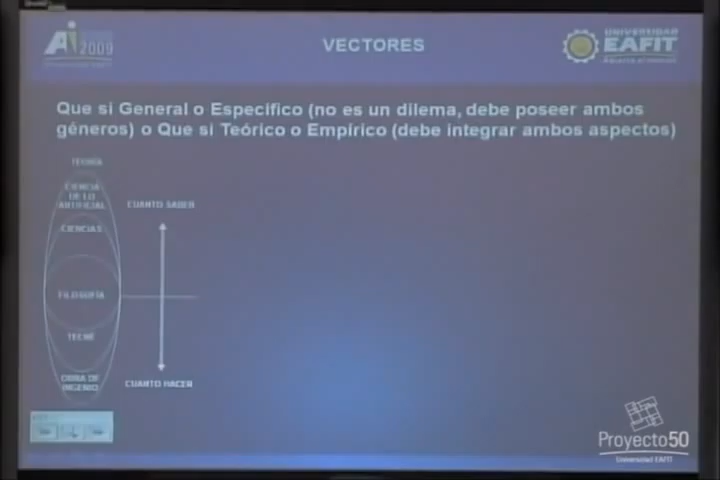 Ai 2009
VECTORES
UNIVERSIDAD
EAFIT
Que si General o Específico (no es un dilema, debe poseer ambos
géneros) o Que si Teórico o Empírico (debe integrar ambos aspectos)
TEORÍA
CIENCIA
DE LO
ARTIFICIAL
CIENCIAS
FILOSOFÍA
TECNÉ
OBRA DE
INGENIO
CUANTO SABER
CUANTO HACER
Proyecto50
Universidad EAFIT